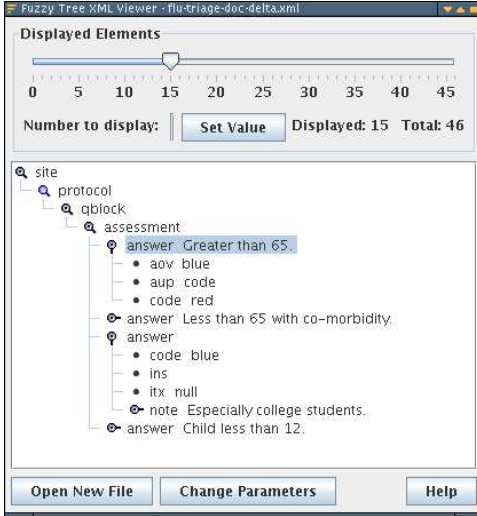 Fuzzy Tree XML Viewer - flu-triage-doc-delta.xml
Displayed Elements
0 5 10 15 20 25 30 35 40 45
Number to display: Set Value Displayed: 15 Total: 46
site
protocol
qblock
assessment
answer Greater than 65.
aov blue
aup code
code red
answer Less than 65 with co-morbidity.
answer
code blue
ins
itx null
note Especially college students.
answer Child less than 12.
Open New File Change Parameters Help